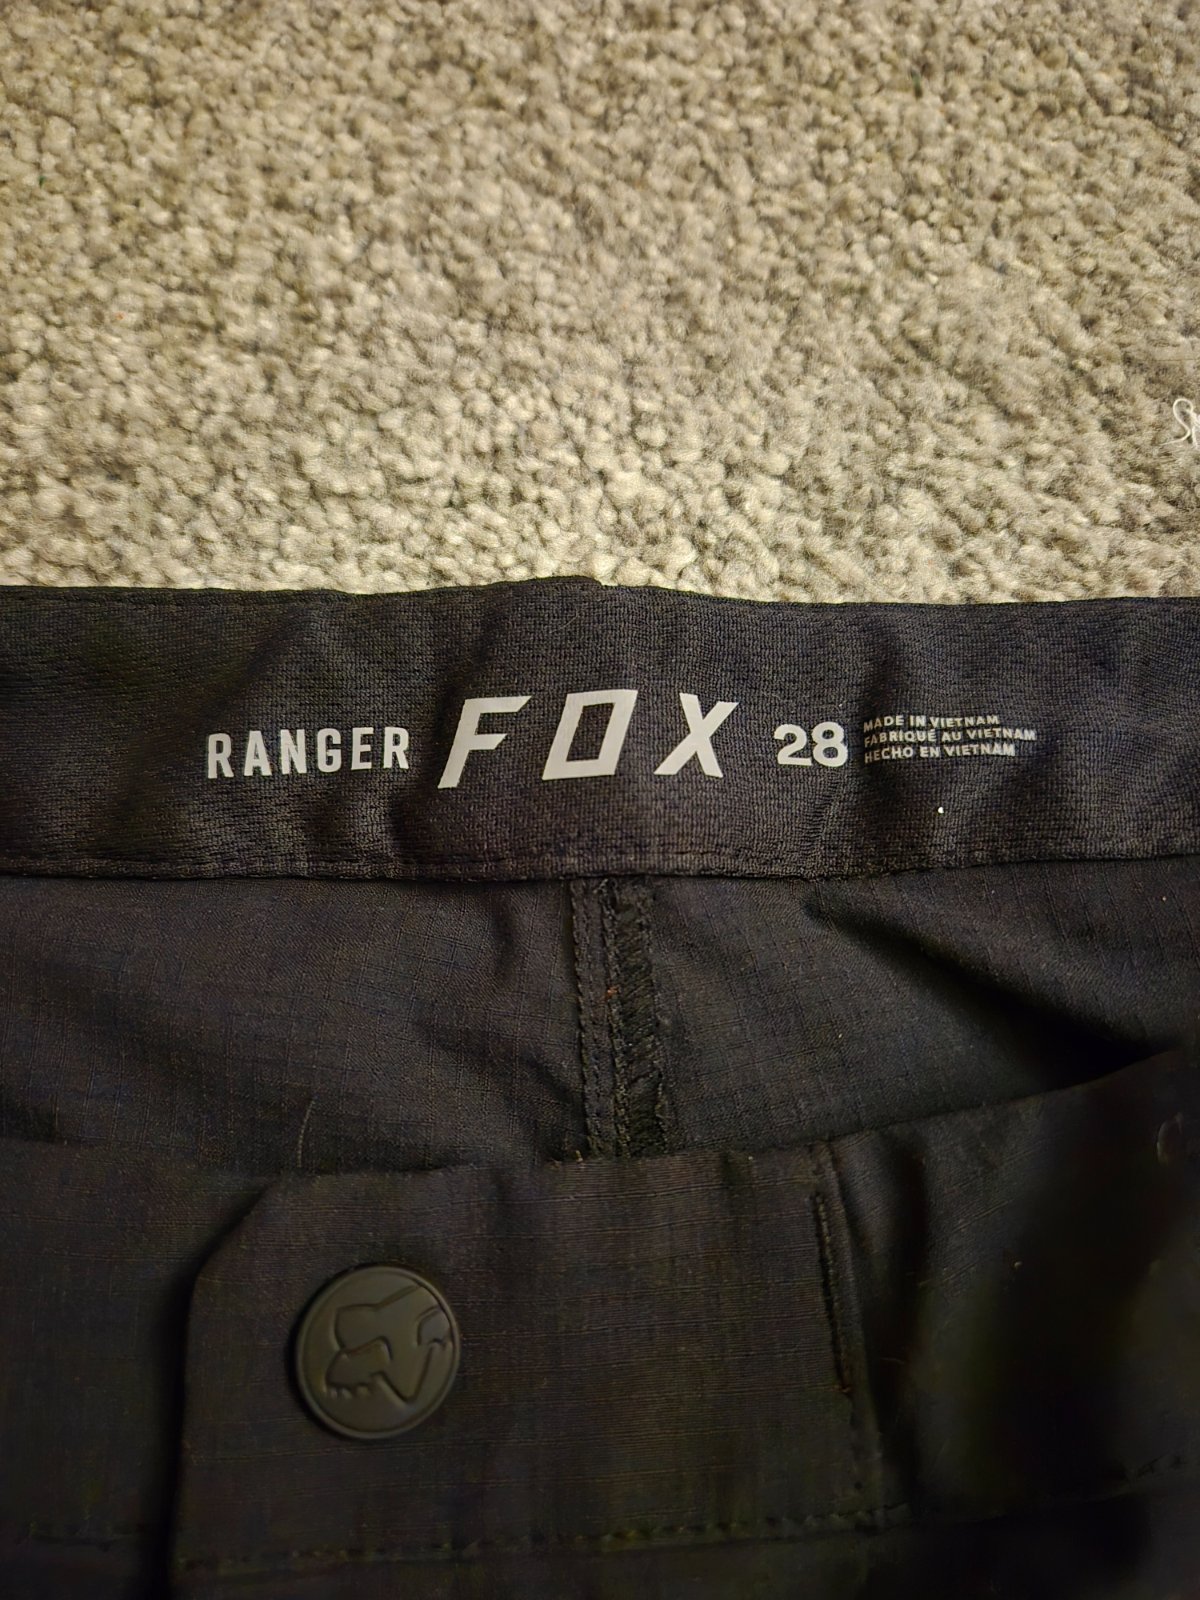 RANGER FOX 28
MADE IN VIETNAM
FABRIQUÉ AU VIETNAM
HECHO EN VIETNAM